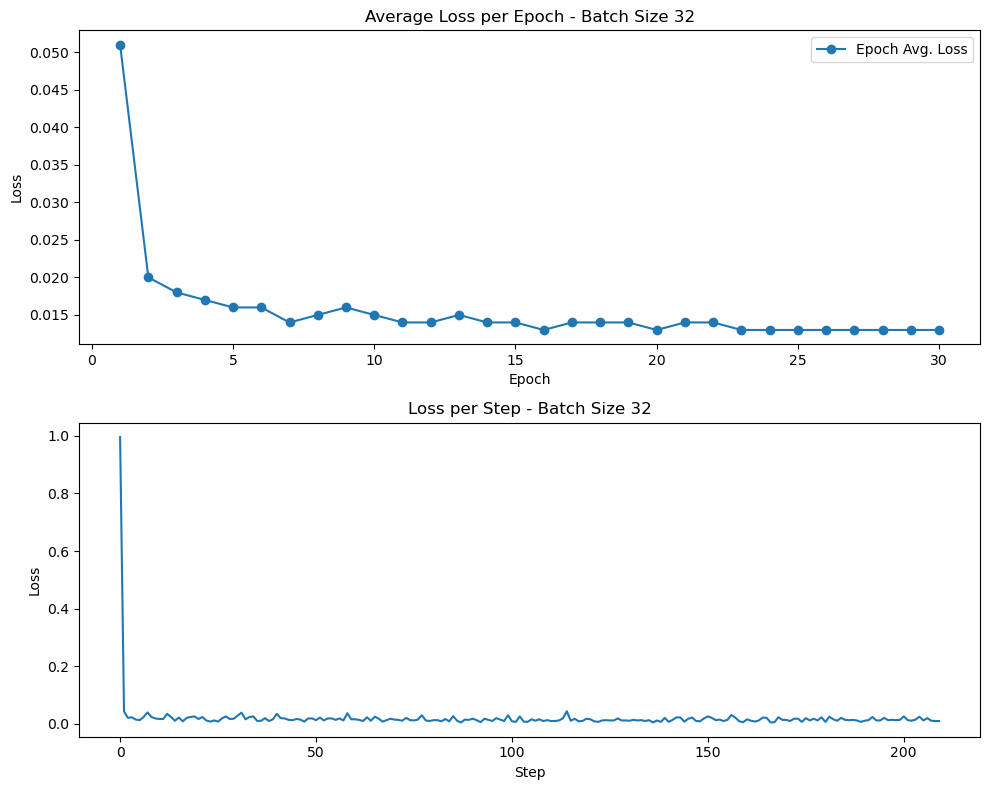 Average Loss per Epoch - Batch Size 32
Epoch Avg. Loss
0.050
0.045
0.040
0.035
0.030
0.025
0.020
0.015
Loss
0 5 10 15 20 25 30
Epoch
Loss per Step - Batch Size 32
1.0
0.8
0.6
0.4
0.2
0.0
Loss
0 50 100 150 200
Step